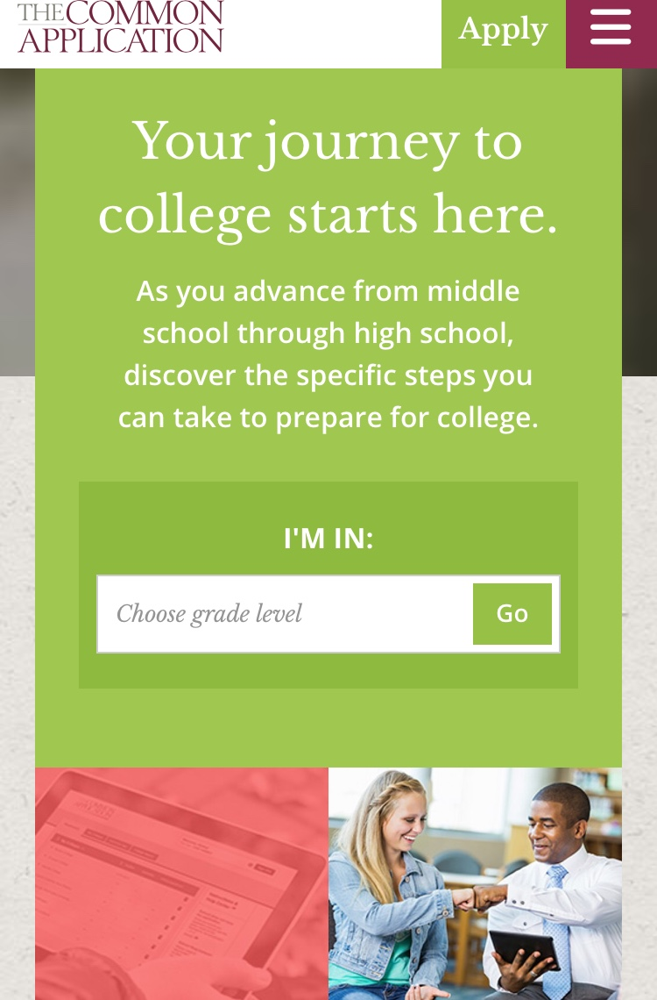 THE COMMON
APPLICATION
Apply
Your journey to
college starts here.
As you advance from middle
school through high school,
discover the specific steps you
can take to prepare for college.
I'M IN:
Choose grade level
Go